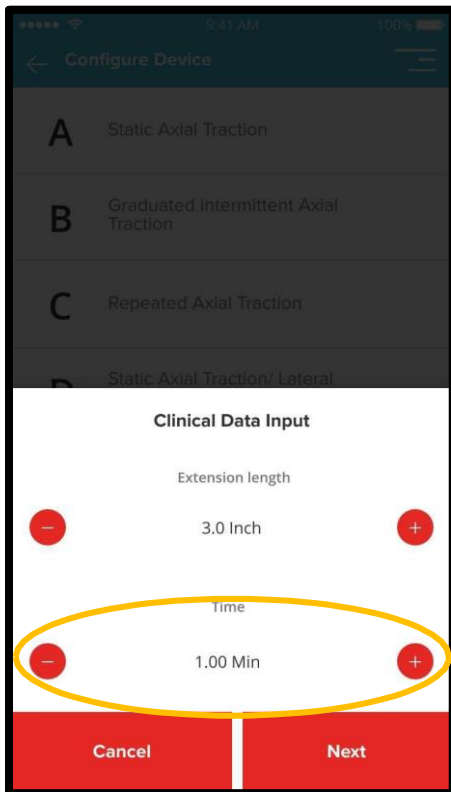 9:41 AM 100%
Configure Device
A Static Axial Traction
B Graduated intermittent Axial
Traction
C Repeated Axial Traction
D Static Axial Traction/ Lateral
Clinical Data Input
Extension length
3.0 Inch
Time
1.00 Min
Cancel Next